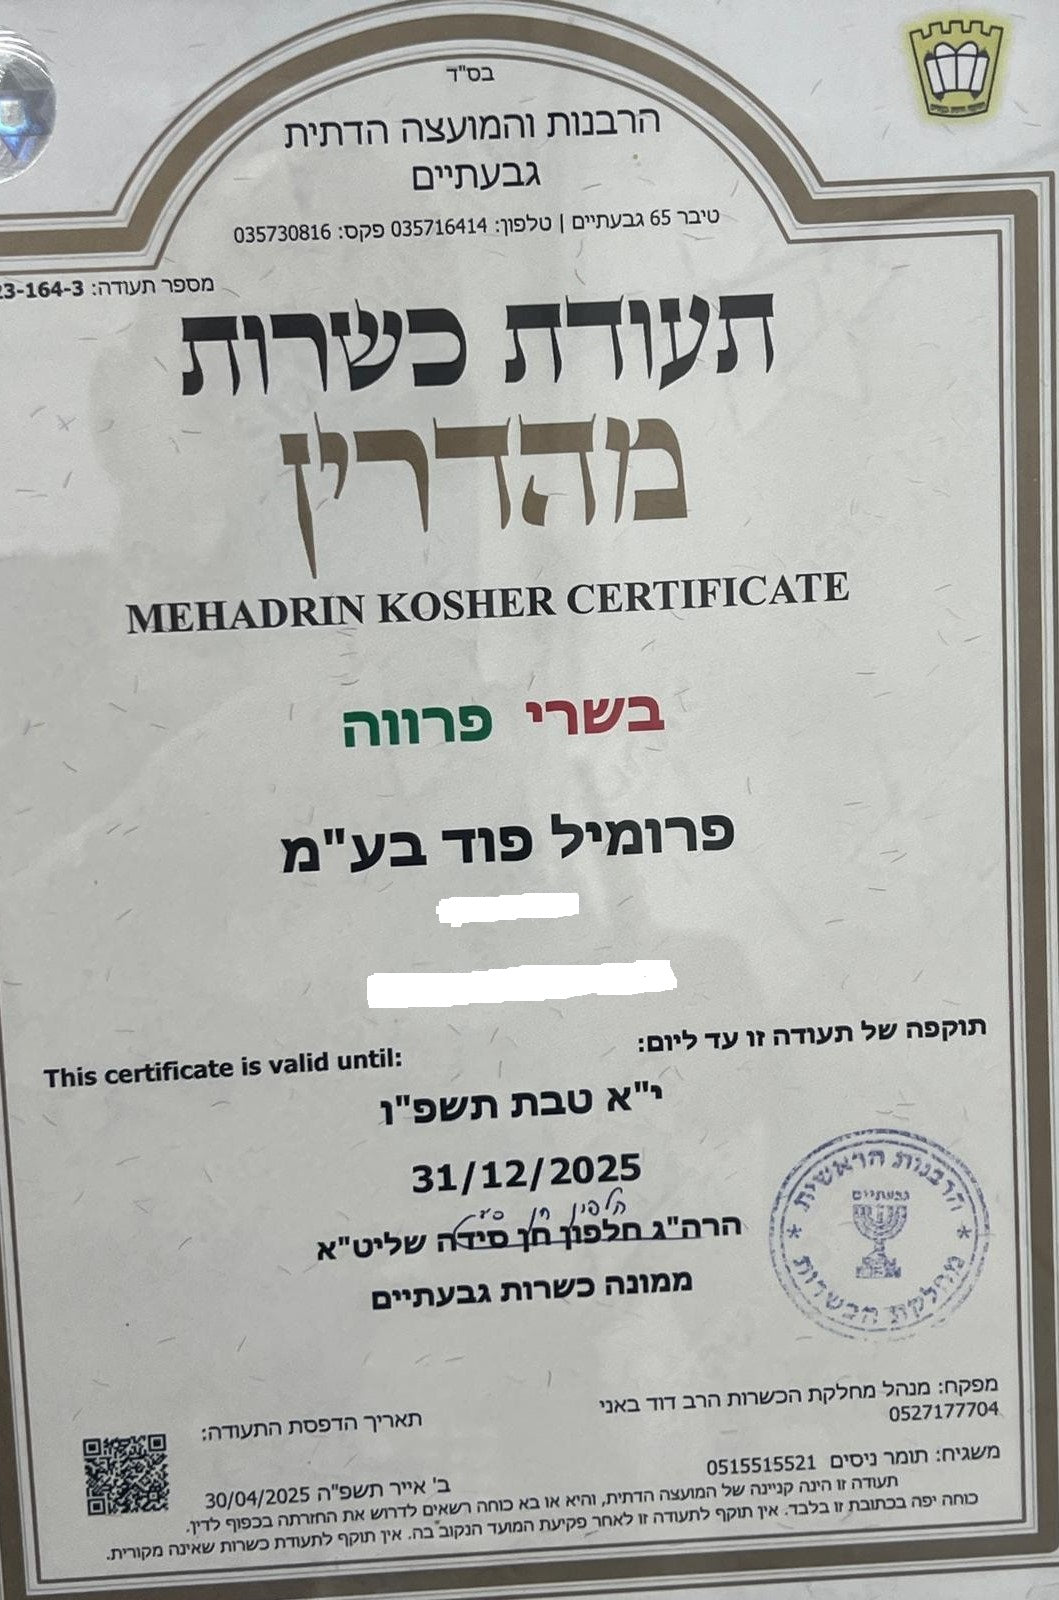 בס"ד
הרבנות והמועצה הדתית
גבעתיים
טיבר 65 גבעתיים | טלפון: 035716414 פקס: 035730816
מספר תעודה: 23-164-3
תעודת כשרות
מהדרין
MEHADRIN KOSHER CERTIFICATE
בשרי פרווה
פרומיל פוד בע"מ
תוקפה של תעודה זו עד ליום:
This certificate is valid until:
י"א טבת תשפ"ו
31/12/2025
הרה"ג חלפון חן סידה שליט"א
ממונה כשרות גבעתיים
הרבנות הראשית
גבעתיים
מחלקת הכשרות
מפקח: מנהל מחלקת הכשרות הרב דוד באני
0527177704
משגיח: תומר ניסים 0515515521
תאריך הדפסת התעודה:
ב' אייר תשפ"ה 30/04/2025
תעודה זו הינה קניינה של המועצה הדתית, והיא או בא כוחה רשאים לדרוש את החזרתה בכפוף לדין.
כוחה יפה בכתובת זו בלבד. אין תוקף לתעודה זו לאחר פקיעת המועד הנקוב בה. אין תוקף לתעודת כשרות שאינה מקורית.